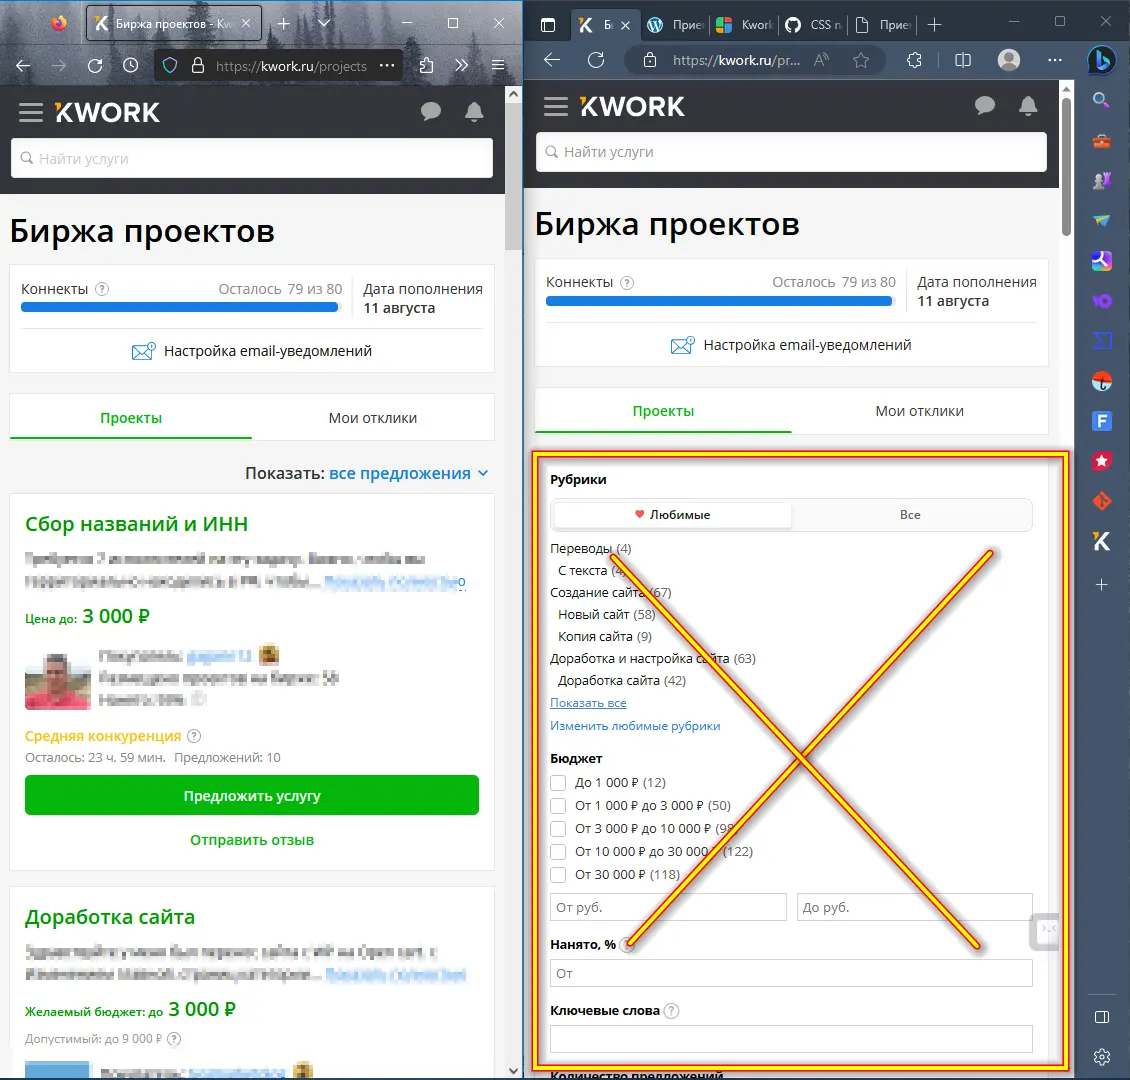 Биржа проектов - Kw
https://kwork.ru/projects
KWORK
Найти услуги
Биржа проектов
Коннекты ? Осталось 79 из 80
Дата пополнения
11 августа
Настройка email-уведомлений
Проекты Мои отклики
Показать: все предложения
Сбор названий и ИНН
Цена до: 3 000 ₽
Средняя конкуренция ?
Осталось: 23 ч. 59 мин. Предложений: 10
Предложить услугу
Отправить отзыв
Доработка сайта
Желаемый бюджет: до 3 000 ₽
Допустимый: до 9 000 ₽ ?
Б Прие Kwork CSS Прие
https://kwork.ru/pr...
KWORK
Найти услуги
Биржа проектов
Коннекты ? Осталось 79 из 80
Дата пополнения
11 августа
Настройка email-уведомлений
Проекты Мои отклики
Рубрики
Любимые Все
Переводы (4)
С текста (4)
Создание сайта (67)
Новый сайт (58)
Копия сайта (9)
Доработка и настройка сайта (63)
Доработка сайта (42)
Показать все
Изменить любимые рубрики
Бюджет
До 1 000 ₽ (12)
От 1 000 ₽ до 3 000 ₽ (50)
От 3 000 ₽ до 10 000 ₽
От 10 000 ₽ до 30 000 ₽ (122)
От 30 000 ₽ (118)
От руб. До руб.
Нанято, % ?
От
Ключевые слова ?
Количество предложений